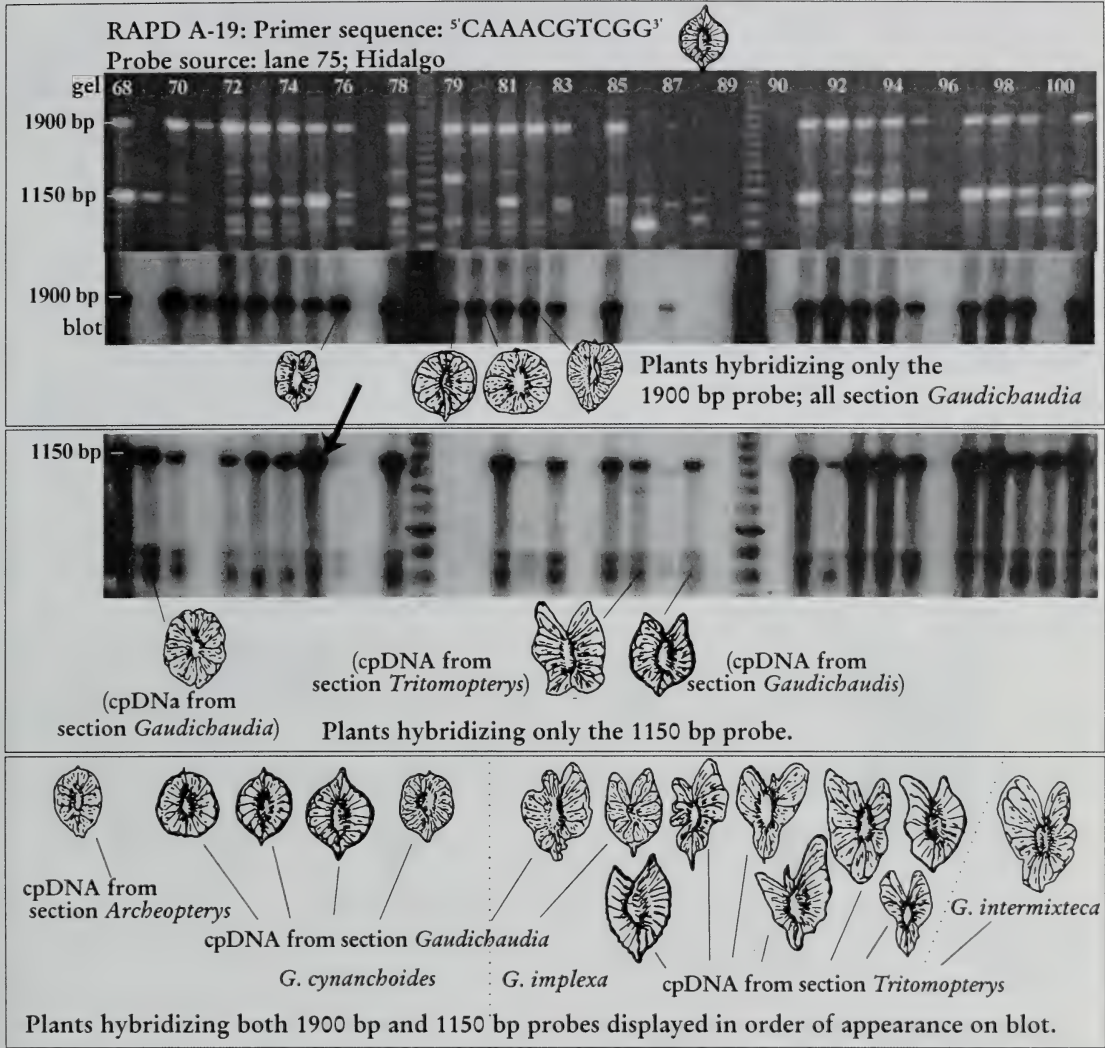 RAPD A-19: Primer sequence: 5'CAAACGTCGG3'
Probe source: lane 75; Hidalgo
gel 68 70 72 74 76 78 79 81 83 85 87 89 90 92 94 96 98 100
1900 bp
1150 bp
1900 bp
blot
Plants hybridizing only the
1900 bp probe; all section Gaudichaudia
1150 bp
(cpDNa from
section Gaudichaudia)
(cpDNA from
section Tritomopterys)
(cpDNA from
section Gaudichaudis)
Plants hybridizing only the 1150 bp probe.
cpDNA from
section Archeopterys
cpDNA from section Gaudichaudia
G. cynanchoides
G. implexa
cpDNA from section Tritomopterys
G. intermixteca
Plants hybridizing both 1900 bp and 1150 bp probes displayed in order of appearance on blot.